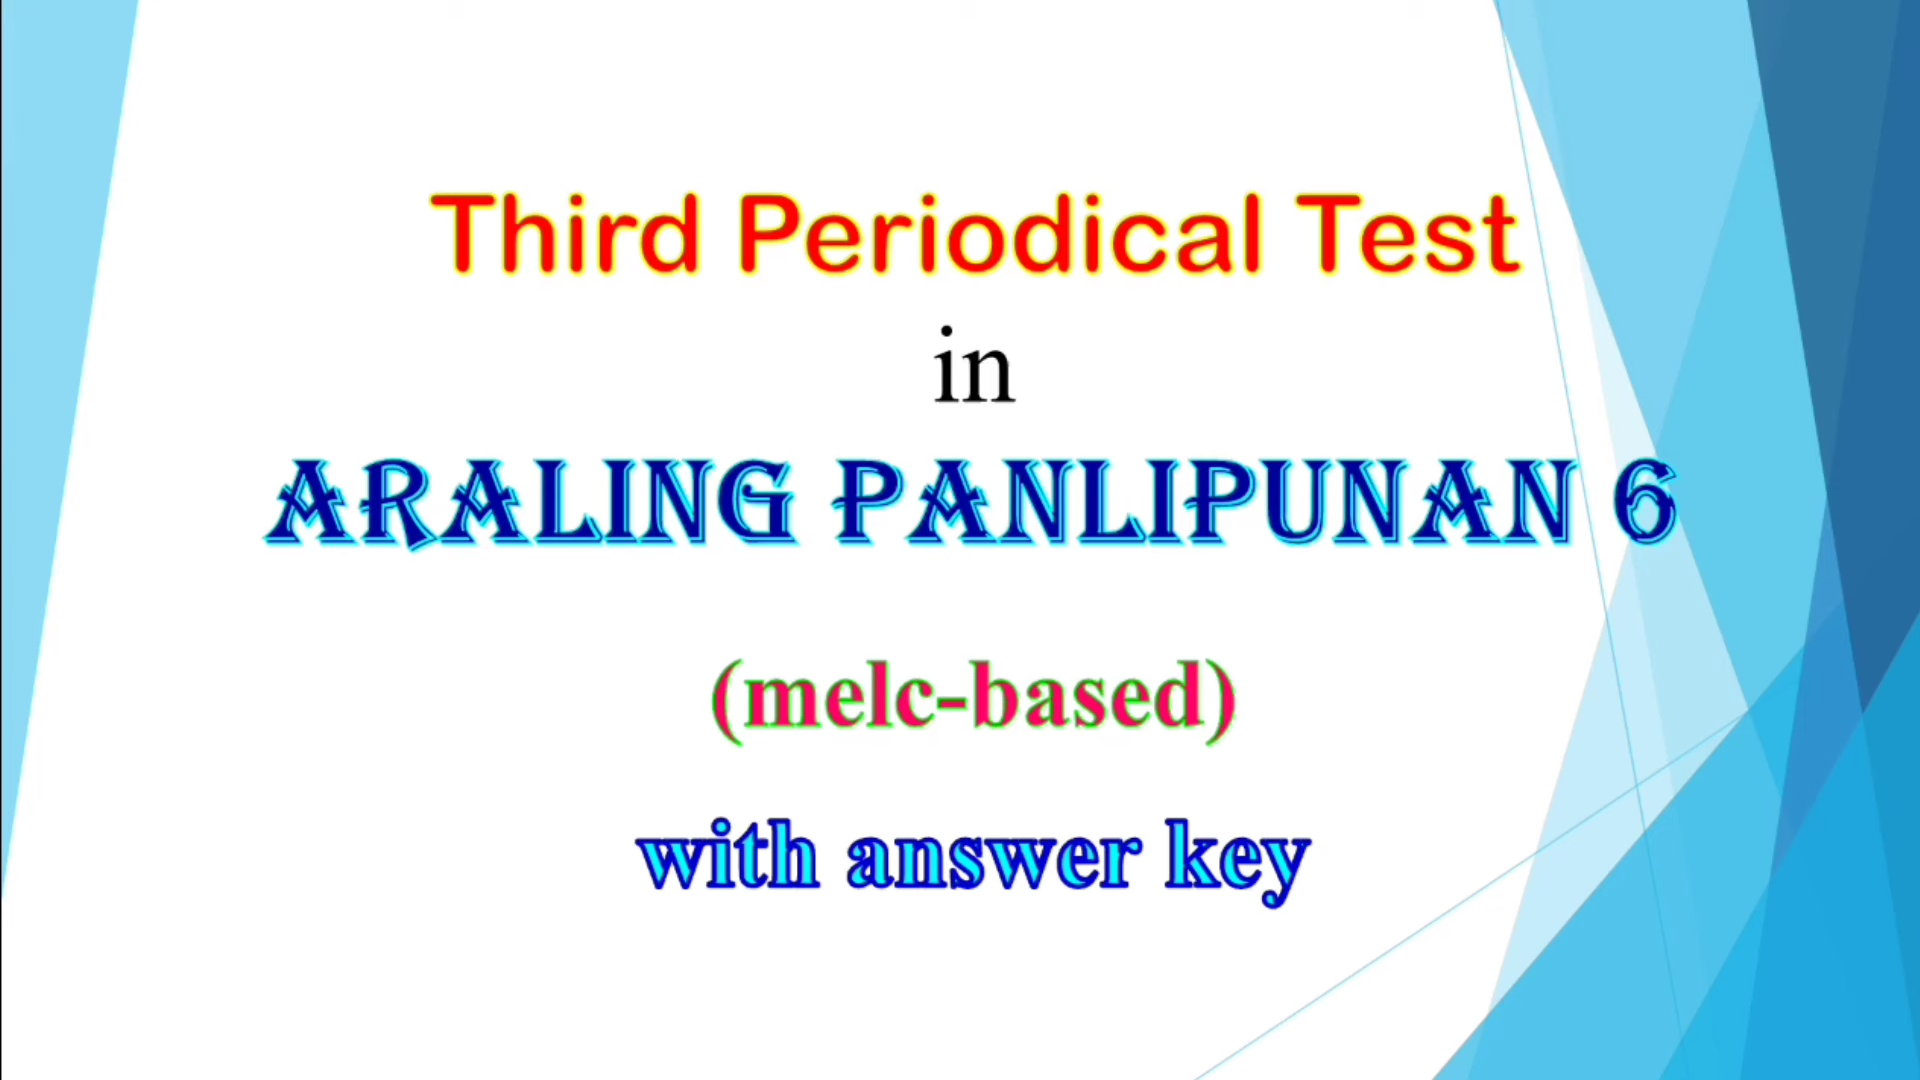 Third Periodical Test
in
ARALING PANLIPUNAN 6
(melc-based)
with answer key